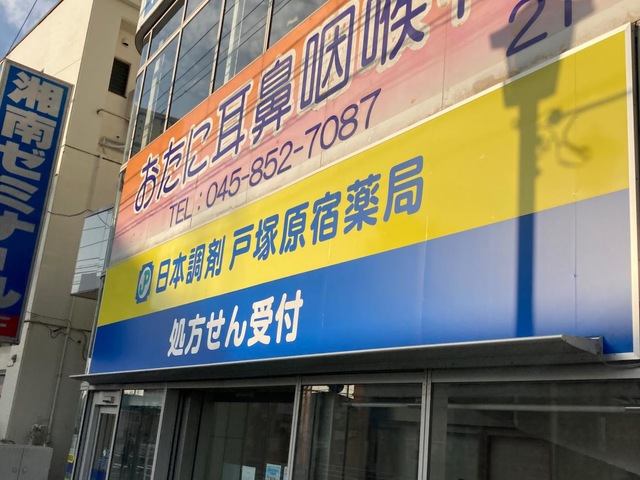 湘南ゼミナール
おたに耳鼻咽喉
21
TEL:045-852-7087
日本調剤 戸塚原宿薬局
処方せん受付